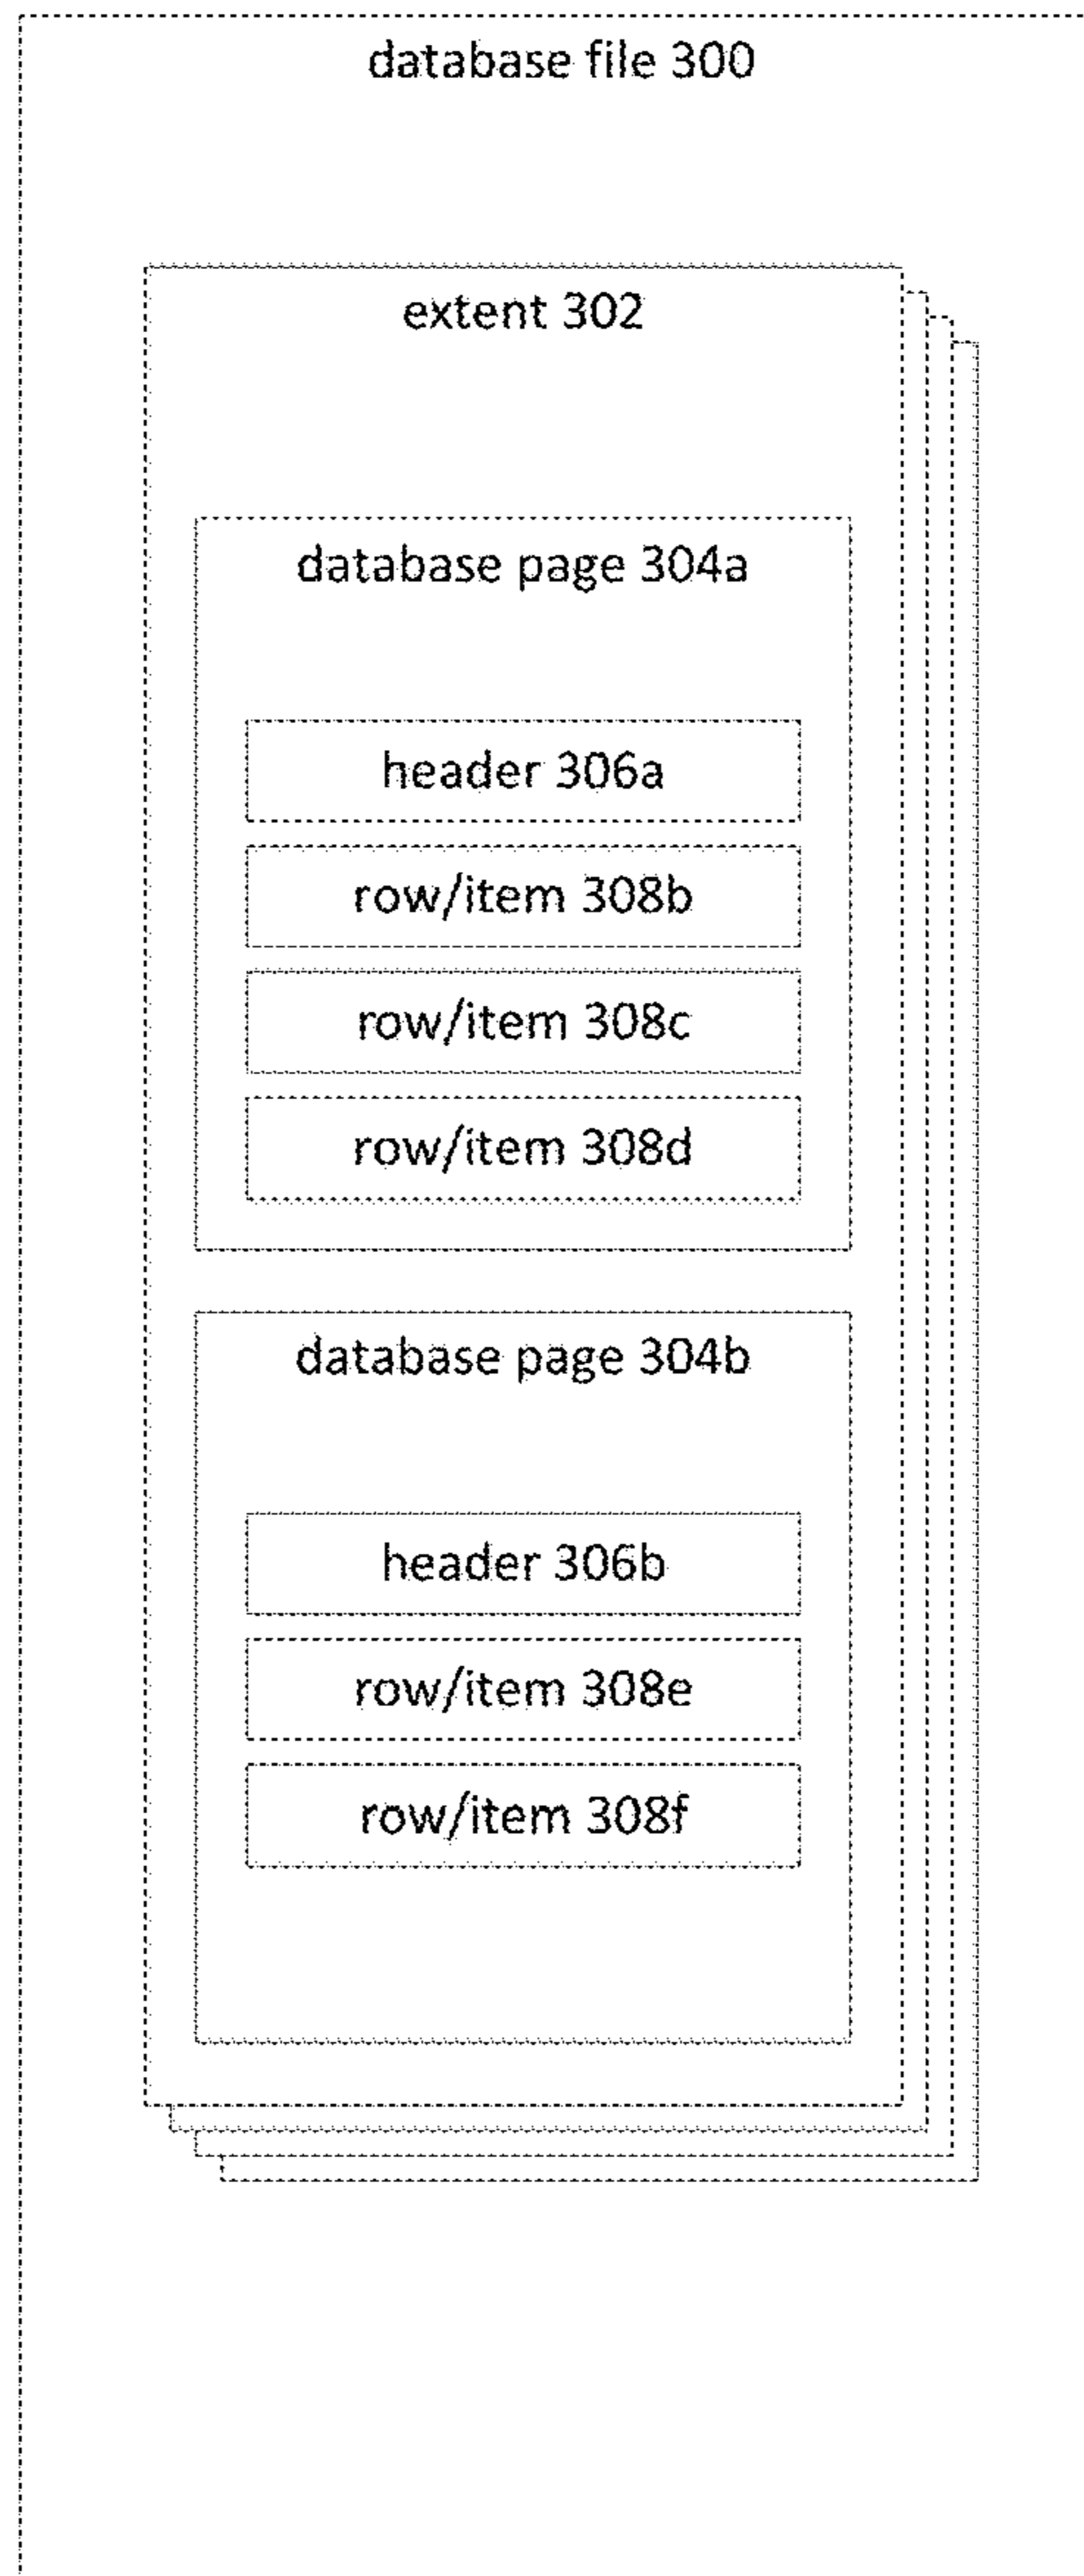 database file 300
extent 302
database page 304a
header 306a
row/item 308b
row/item 308c
row/item 308d
database page 304b
header 306b
row/item 308e
row/item 308f